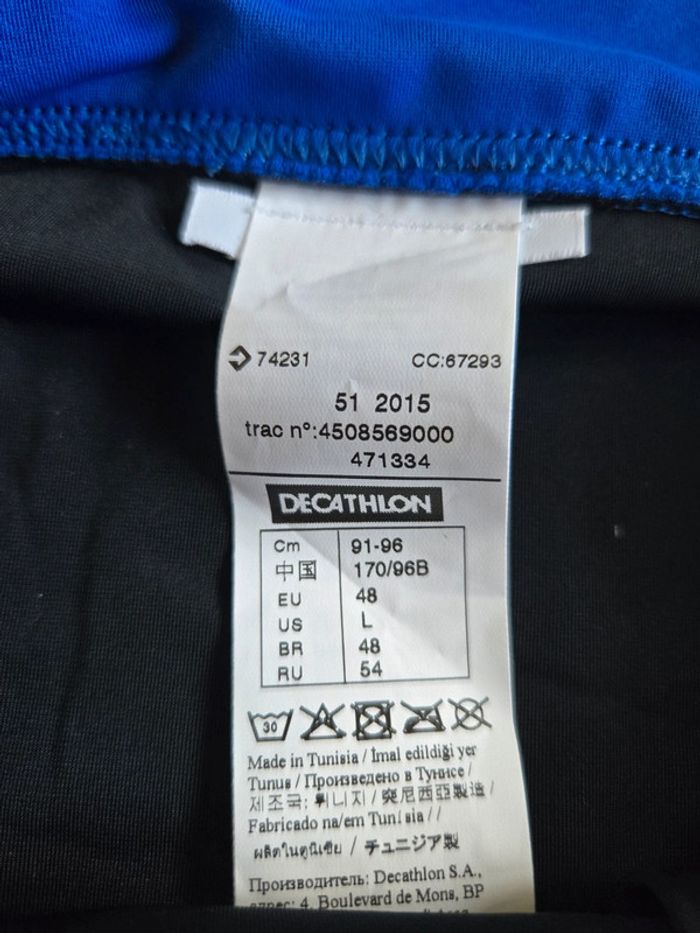 74231 CC:67293
51 2015
trac n°:4508569000
471334
DECATHLON
Cm 91-96
中国 170/96B
EU 48
US L
BR 48
RU 54
30
Made in Tunisia / İmal edildiği yer
Tunus / Произведено в Тунисе /
제조국: 튀니지 / 突尼西亞製造 /
Fabricado na/em Tunísia / /
ผลิตในตูนิเซีย / チュニジア製
Производитель: Decathlon S.A.,
адрес: 4, Boulevard de Mons, BP